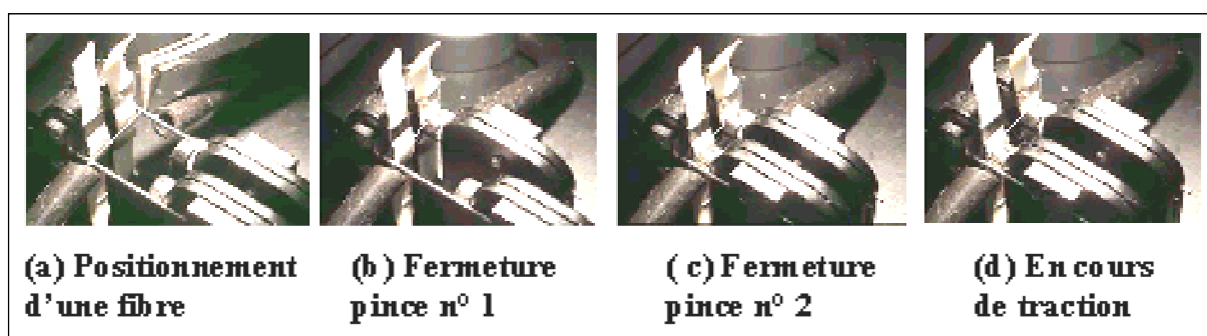 (a) Positionnement
d'une fibre
(b) Fermeture
pince n° 1
(c) Fermeture
pince n° 2
(d) En cours
de traction